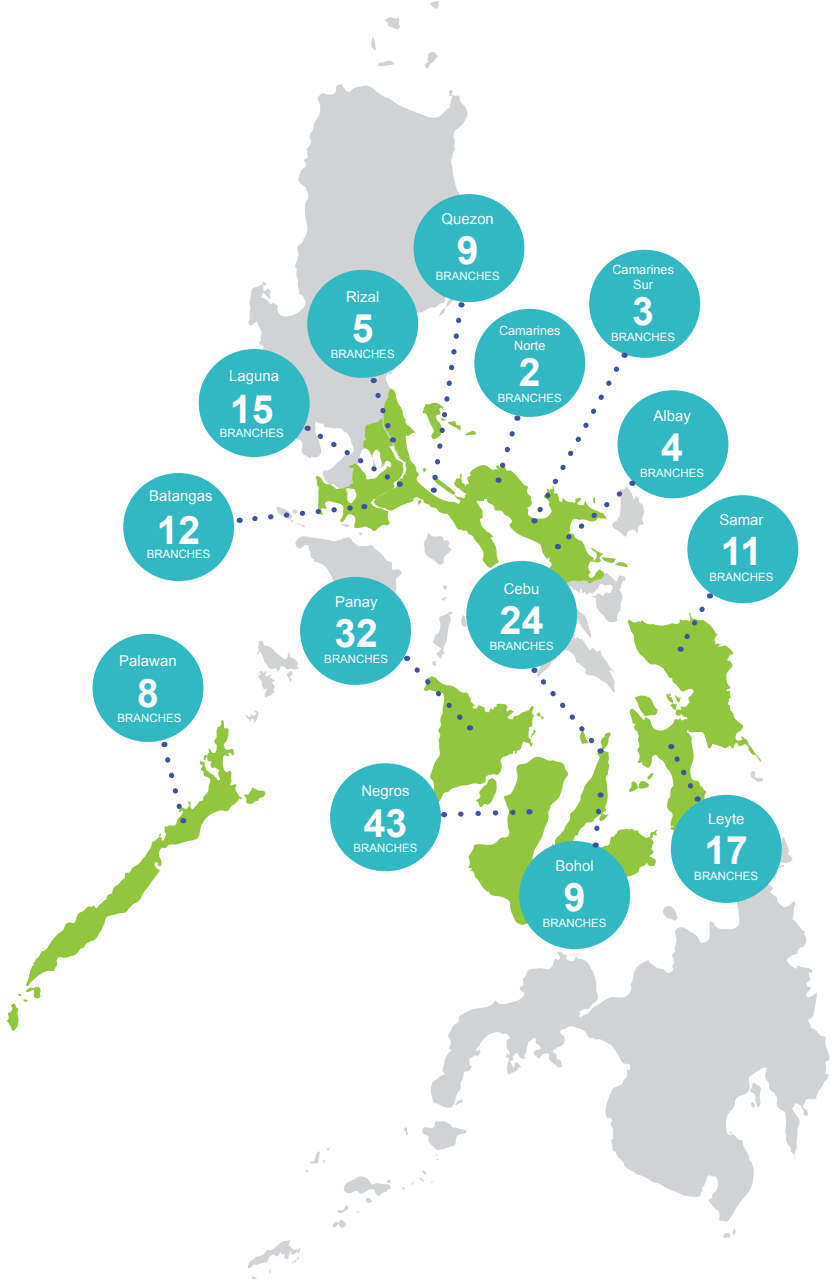 Quezon
9
BRANCHES
Camarines
Sur
3
BRANCHES
Rizal
5
BRANCHES
Camarines
Norte
2
BRANCHES
Laguna
15
BRANCHES
Albay
4
BRANCHES
Batangas
12
BRANCHES
Samar
11
BRANCHES
Panay
32
BRANCHES
Cebu
24
BRANCHES
Palawan
8
BRANCHES
Negros
43
BRANCHES
Leyte
17
BRANCHES
Bohol
9
BRANCHES